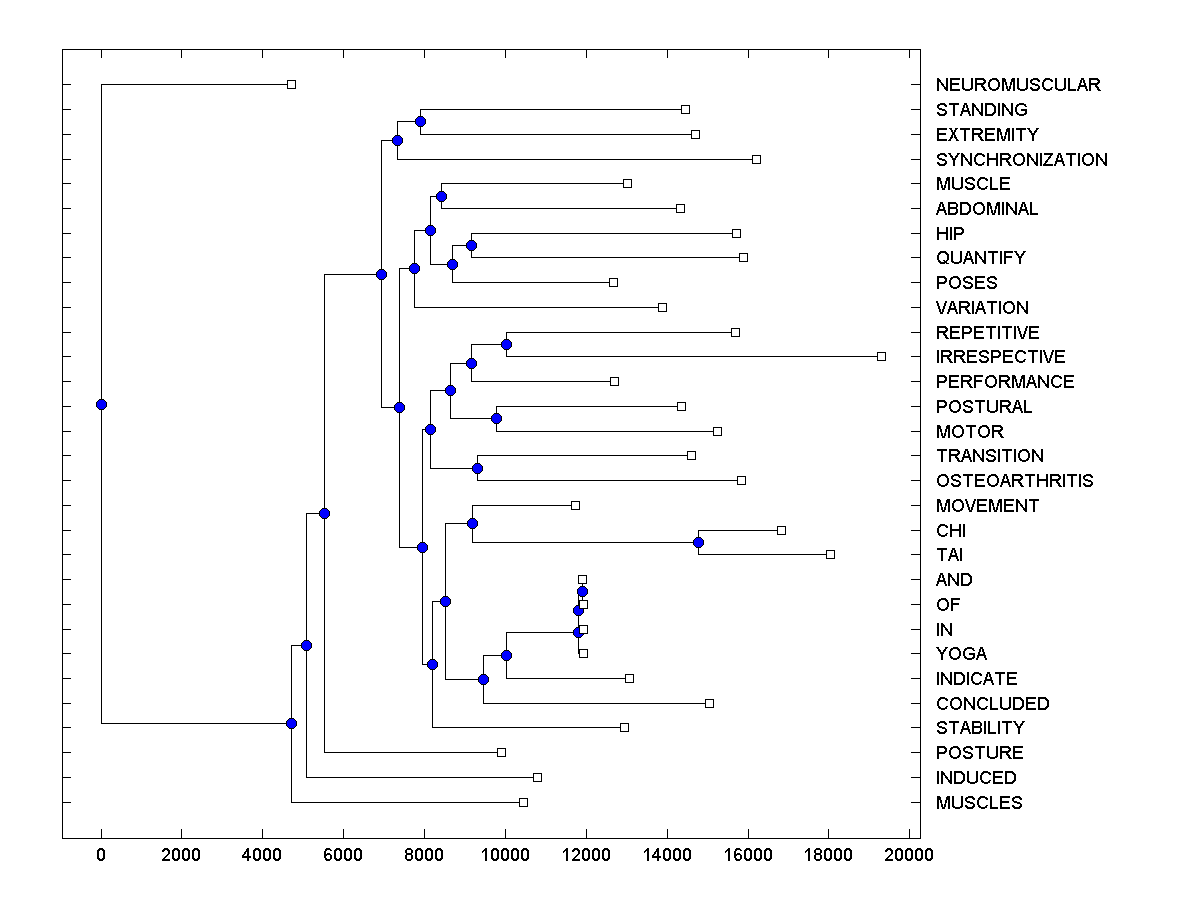 NEUROMUSCULAR
STANDING
EXTREMITY
SYNCHRONIZATION
MUSCLE
ABDOMINAL
HIP
QUANTIFY
POSES
VARIATION
REPETITIVE
IRRESPECTIVE
PERFORMANCE
POSTURAL
MOTOR
TRANSITION
OSTEOARTHRITIS
MOVEMENT
CHI
TAI
AND
OF
IN
YOGA
INDICATE
CONCLUDED
STABILITY
POSTURE
INDUCED
MUSCLES
0 2000 4000 6000 8000 10000 12000 14000 16000 18000 20000